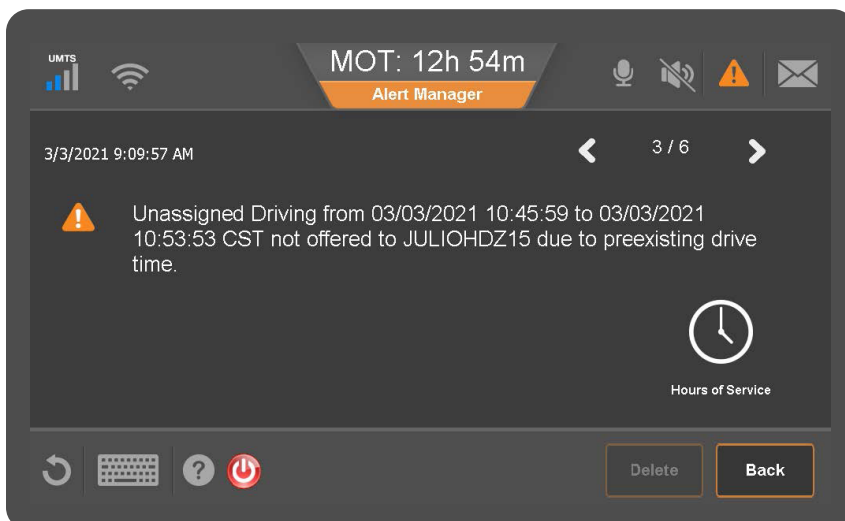 UMTS
MOT: 12h 54m
Alert Manager
3/3/2021 9:09:57 AM
3 / 6
Unassigned Driving from 03/03/2021 10:45:59 to 03/03/2021
10:53:53 CST not offered to JULIOHDZ15 due to preexisting drive
time.
Hours of Service
?
Delete
Back